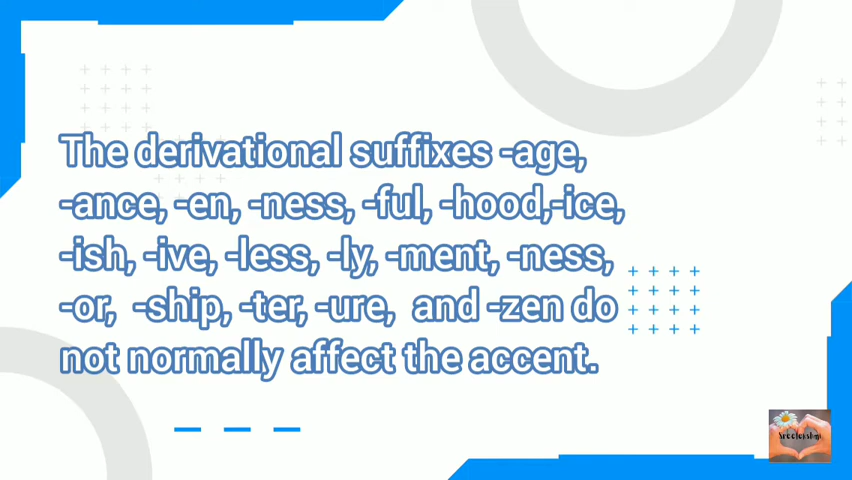 The derivational suffixes -age,
-ance, -en, -ness, -ful, -hood,-ice,
-ish, -ive, -less, -ly, -ment, -ness,
-or, -ship, -ter, -ure, and -zen do
not normally affect the accent.
Sreelekshmi